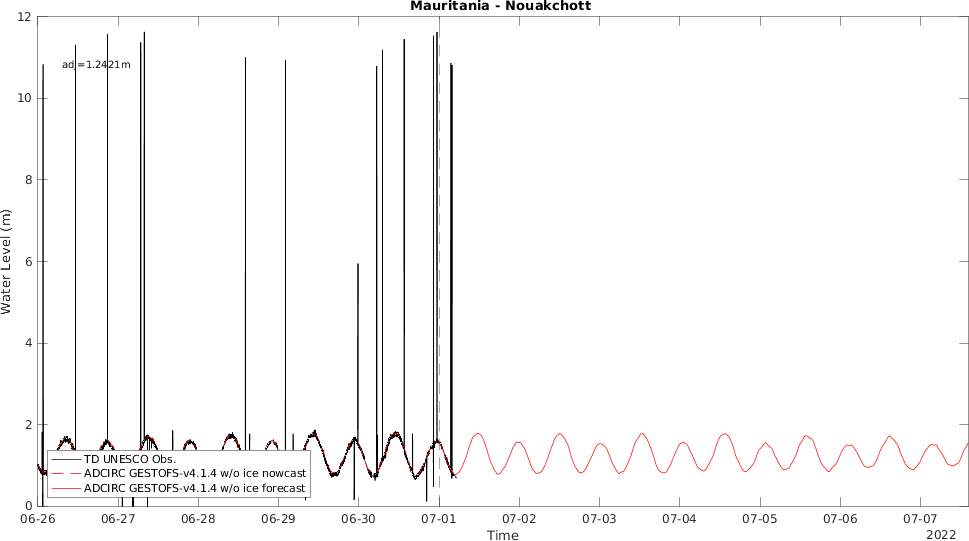 Mauritania - Nouakchott
12
adj=1.2421m
10
8
6
4
2
0
Water Level (m)
TD UNESCO Obs.
ADCIRC GESTOFS-v4.1.4 w/o ice nowcast
ADCIRC GESTOFS-v4.1.4 w/o ice forecast
06-26 06-27 06-28 06-29 06-30 07-01 07-02 07-03 07-04 07-05 07-06 07-07
Time
2022